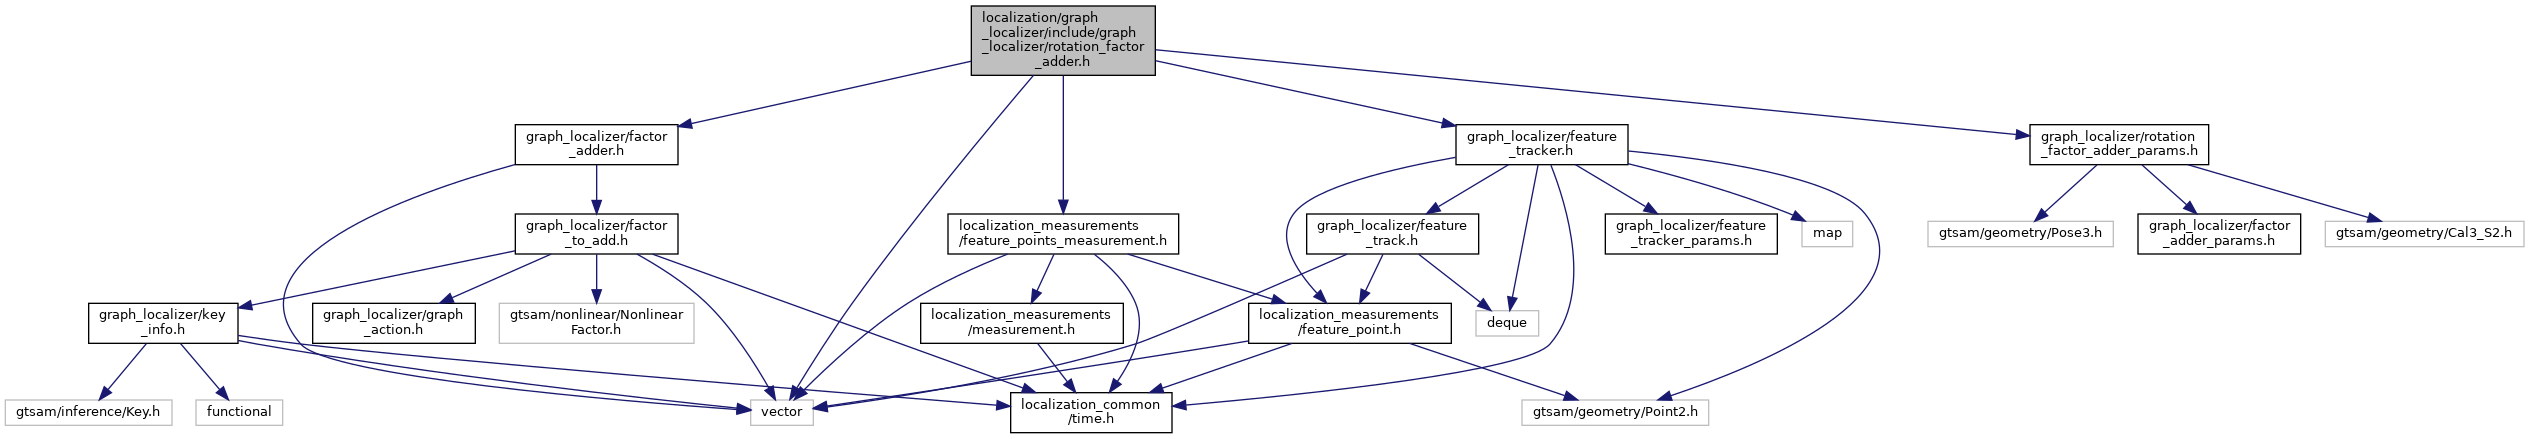 localization/graph
_localizer/include/graph
_localizer/rotation_factor
_adder.h
graph_localizer/factor
_adder.h
graph_localizer/feature
_tracker.h
graph_localizer/rotation
_factor_adder_params.h
graph_localizer/factor
_to_add.h
localization_measurements
/feature_points_measurement.h
graph_localizer/feature
_track.h
graph_localizer/feature
_tracker_params.h
map
gtsam/geometry/Pose3.h
graph_localizer/factor
_adder_params.h
gtsam/geometry/Cal3_S2.h
graph_localizer/key
_info.h
graph_localizer/graph
_action.h
gtsam/nonlinear/Nonlinear
Factor.h
localization_measurements
/measurement.h
localization_measurements
/feature_point.h
deque
gtsam/inference/Key.h
functional
vector
localization_common
/time.h
gtsam/geometry/Point2.h